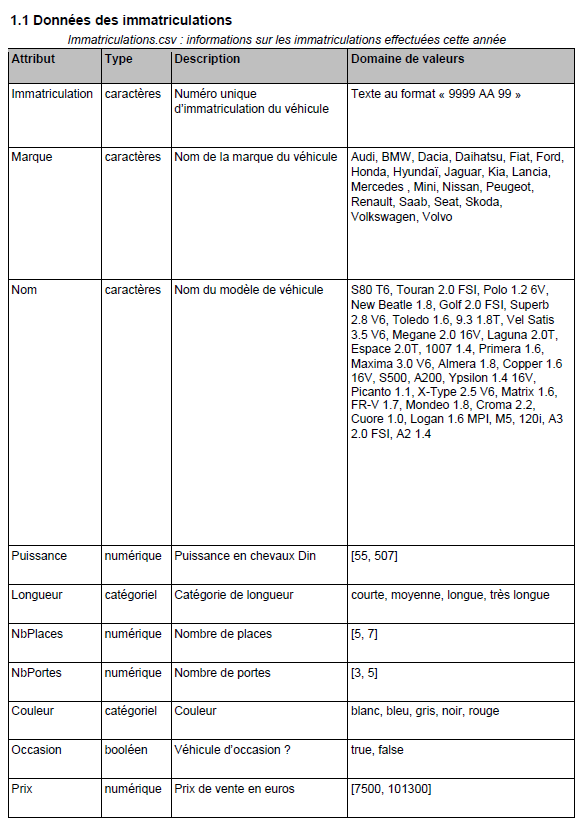 1.1 Données des immatriculations
Immatriculations.csv : informations sur les immatriculations effectuées cette année
Attribut Type Description Domaine de valeurs
Immatriculation caractères Numéro unique Texte au format « 9999 AA 99 »
d'immatriculation du véhicule
Marque caractères Nom de la marque du véhicule Audi, BMW, Dacia, Daihatsu, Fiat, Ford,
Honda, Hyundaï, Jaguar, Kia, Lancia,
Mercedes , Mini, Nissan, Peugeot,
Renault, Saab, Seat, Skoda,
Volkswagen, Volvo
Nom caractères Nom du modèle de véhicule S80 T6, Touran 2.0 FSI, Polo 1.2 6V,
New Beatle 1.8, Golf 2.0 FSI, Superb
2.8 V6, Toledo 1.6, 9.3 1.8T, Vel Satis
3.5 V6, Megane 2.0 16V, Laguna 2.0T,
Espace 2.0T, 1007 1.4, Primera 1.6,
Maxima 3.0 V6, Almera 1.8, Copper 1.6
16V, S500, A200, Ypsilon 1.4 16V,
Picanto 1.1, X-Type 2.5 V6, Matrix 1.6,
FR-V 1.7, Mondeo 1.8, Croma 2.2,
Cuore 1.0, Logan 1.6 MPI, M5, 120i, A3
2.0 FSI, A2 1.4
Puissance numérique Puissance en chevaux Din [55, 507]
Longueur catégoriel Catégorie de longueur courte, moyenne, longue, très longue
NbPlaces numérique Nombre de places [5, 7]
NbPortes numérique Nombre de portes [3, 5]
Couleur catégoriel Couleur blanc, bleu, gris, noir, rouge
Occasion booléen Véhicule d'occasion ? true, false
Prix numérique Prix de vente en euros [7500, 101300]